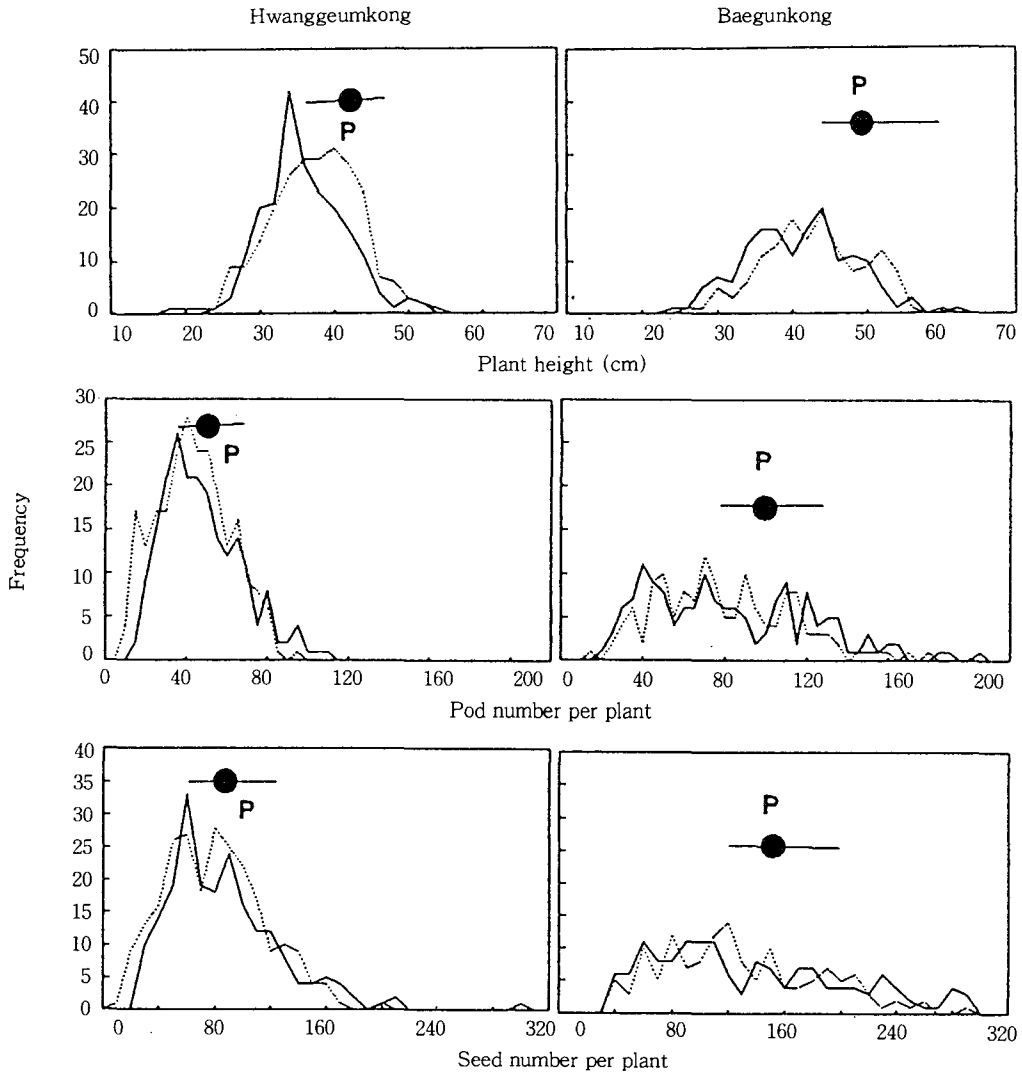 Hwanggeumkong Baegunkong
50
40
30
20
10
0
P
P
10 20 30 40 50 60 70 10 20 30 40 50 60 70
Plant height (cm)
30
25
20
15
10
5
0
P
P
0 40 80 120 160 200 0 40 80 120 160 200
Pod number per plant
Frequency
40
35
30
25
20
15
10
5
0
P
P
0 80 160 240 320 80 160 240 320
Seed number per plant